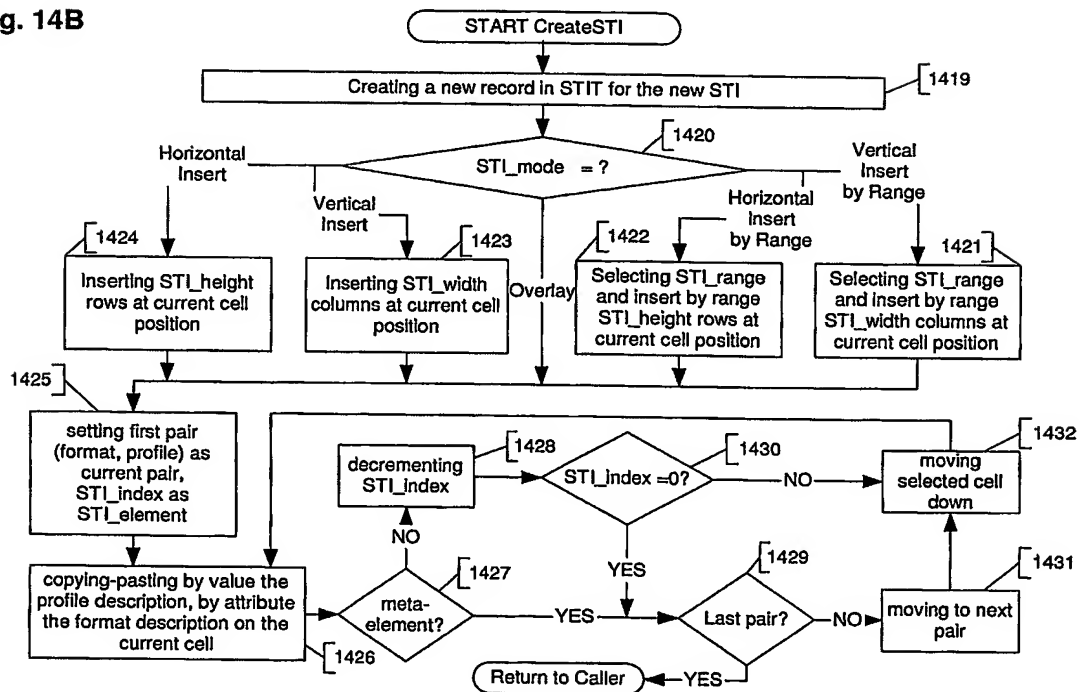 g. 14B
START CreateSTI
Creating a new record in STIT for the new STI
1419
1420
STI_mode = ?
Horizontal
Insert
Vertical
Insert
Overlay
Horizontal
Insert
by Range
Vertical
Insert
by Range
1424
Inserting STI_height
rows at current cell
position
1423
Inserting STI_width
columns at current cell
position
1422
Selecting STI_range
and insert by range
STI_height rows at
current cell position
1421
Selecting STI_range
and insert by range
STI_width columns at
current cell position
1425
setting first pair
(format, profile) as
current pair,
STI_index as
STI_element
1428
decrementing
STI_index
1430
STI_index =0?
NO
1432
moving
selected cell
down
NO
YES
copying-pasting by value the
profile description, by attribute
the format description on the
current cell
1426
1427
meta-
element?
YES
1429
Last pair?
NO
1431
moving to next
pair
YES
Return to Caller